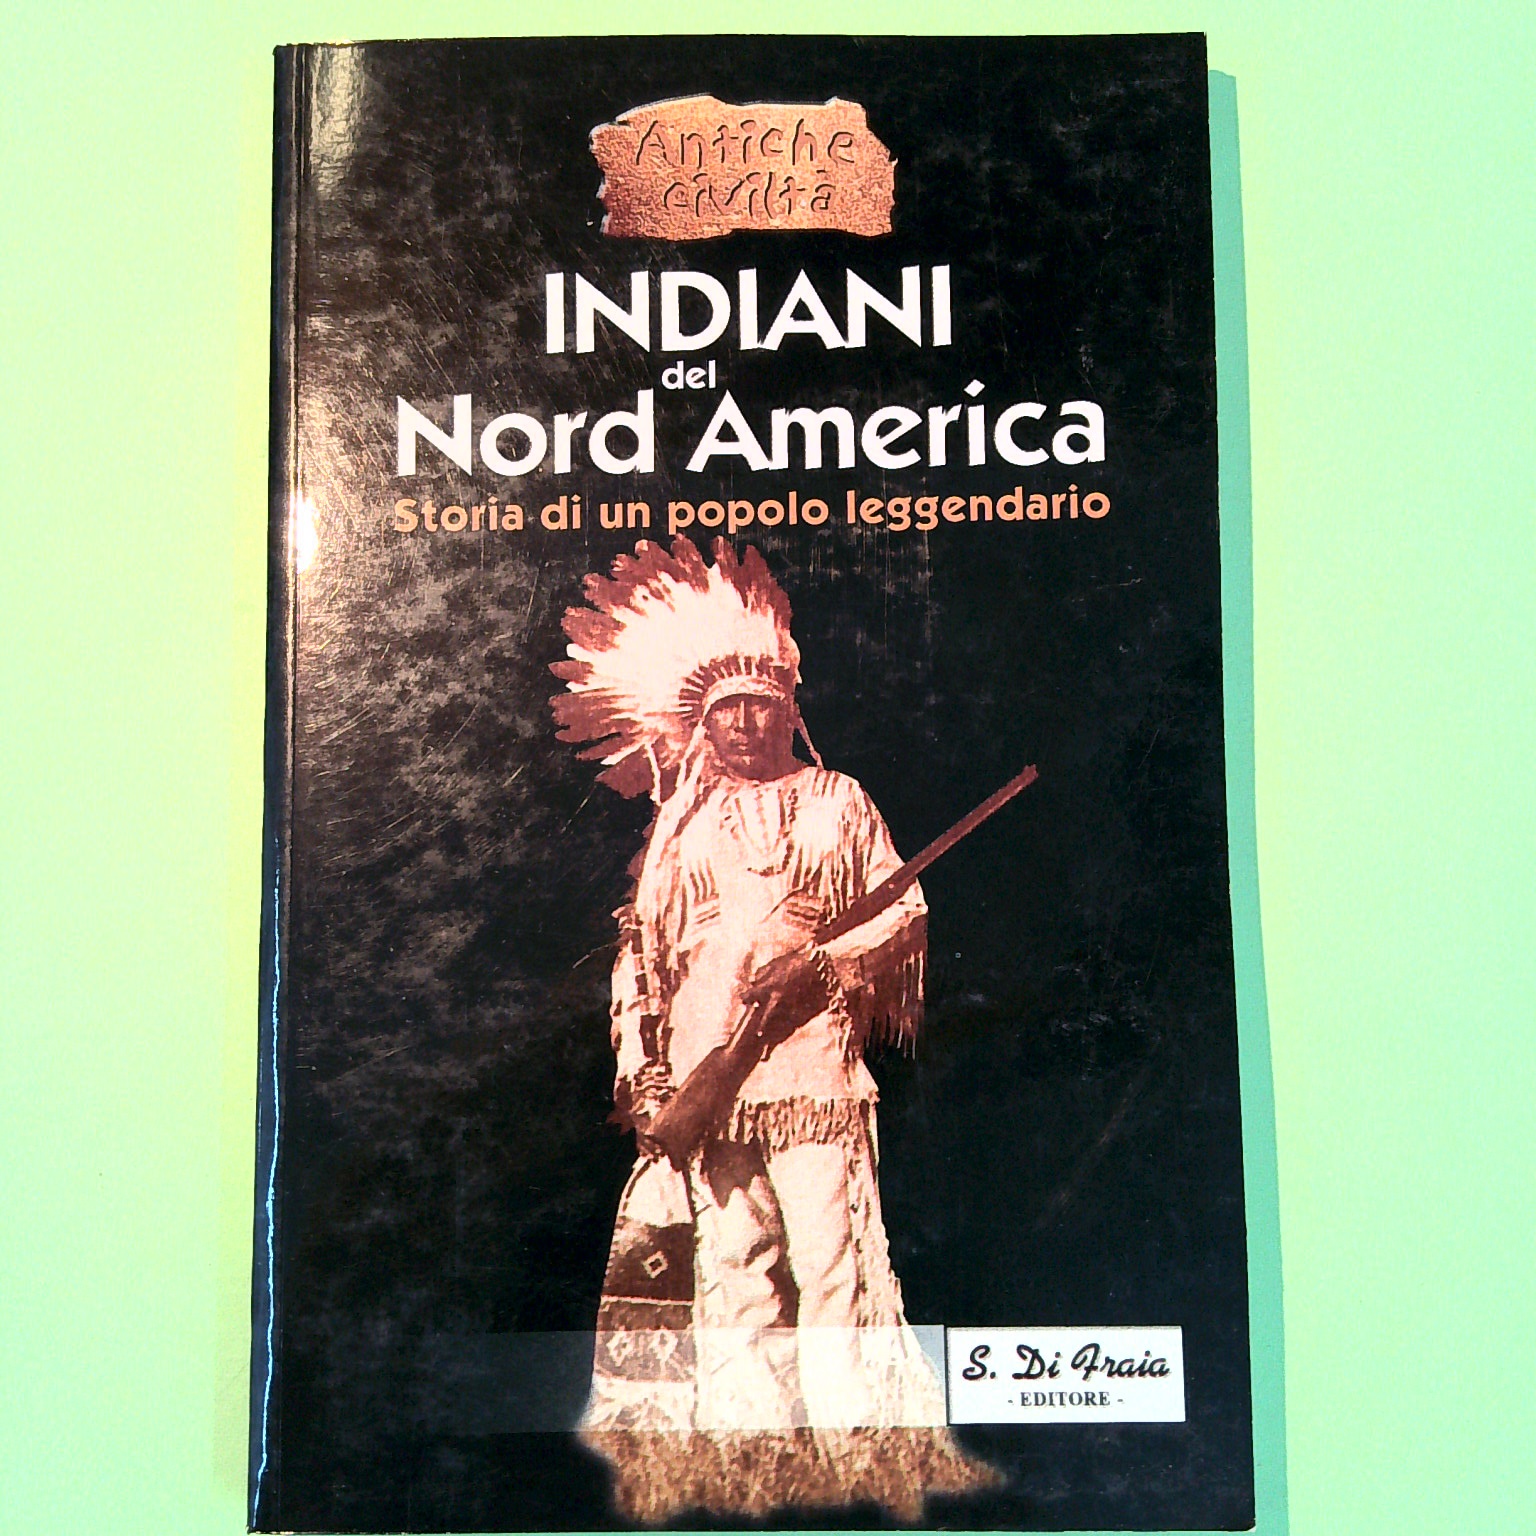 Antiche
civiltà
INDIANI
del
Nord America
Storia di un popolo leggendario
S. Di Fraia
- EDITORE -